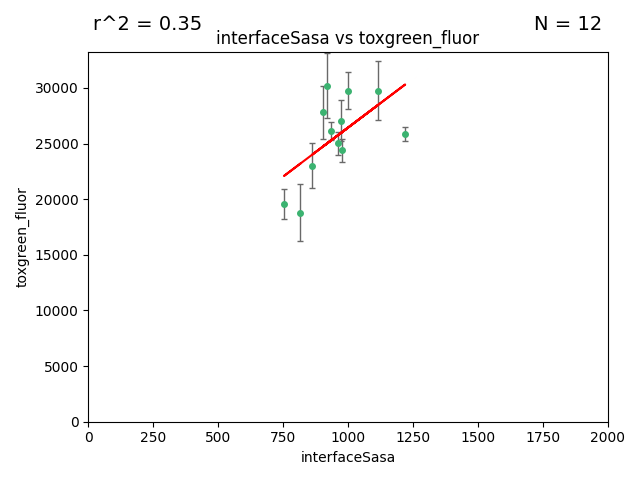 r^2 = 0.35
N = 12
interfaceSasa vs toxgreen_fluor
30000
25000
20000
15000
10000
5000
0
toxgreen_fluor
0 250 500 750 1000 1250 1500 1750 2000
interfaceSasa